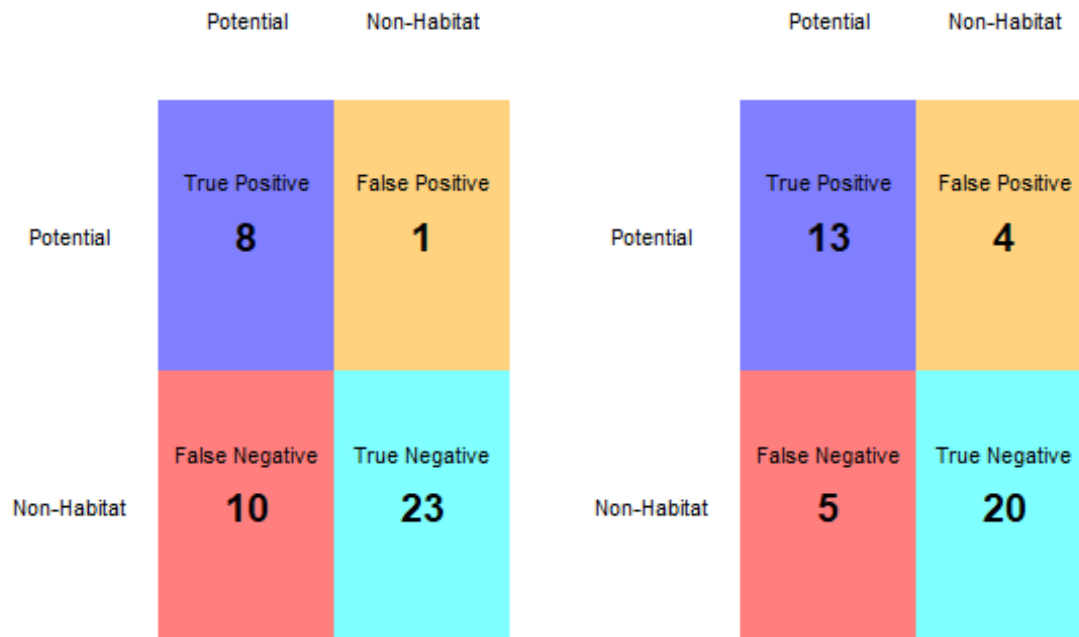 Potential Non-Habitat Potential Non-Habitat
True Positive False Positive True Positive False Positive
Potential 8 1 Potential 13 4
False Negative True Negative False Negative True Negative
Non-Habitat 10 23 Non-Habitat 5 20